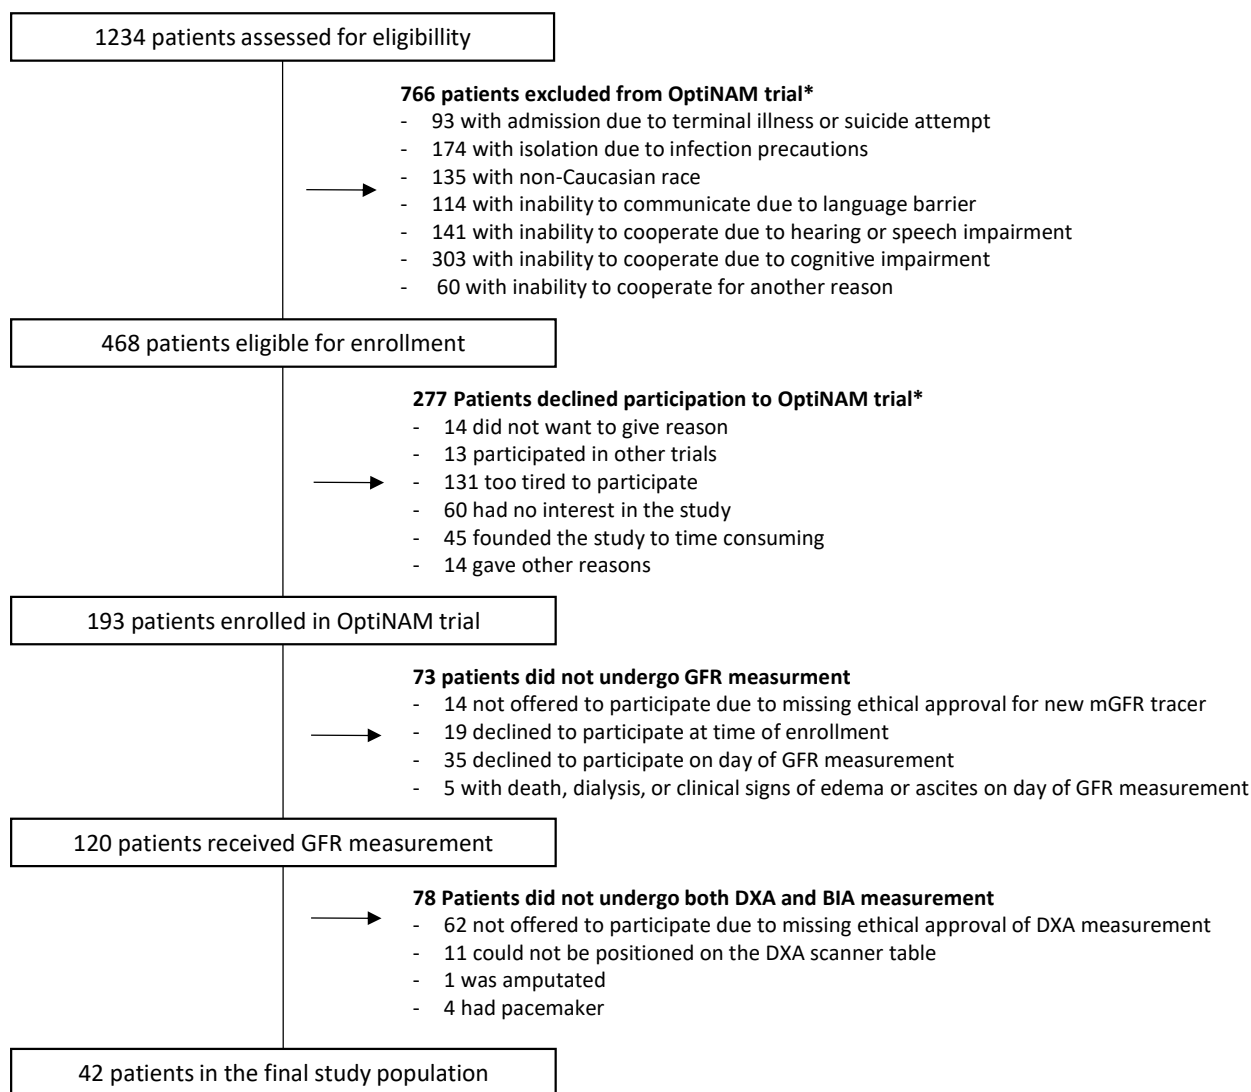 1234 patients assessed for eligibillity
766 patients excluded from OptiNAM trial*
- 93 with admission due to terminal illness or suicide attempt
- 174 with isolation due to infection precautions
- 135 with non-Caucasian race
- 114 with inability to communicate due to language barrier
- 141 with inability to cooperate due to hearing or speech impairment
- 303 with inability to cooperate due to cognitive impairment
- 60 with inability to cooperate for another reason
468 patients eligible for enrollment
277 Patients declined participation to OptiNAM trial*
- 14 did not want to give reason
- 13 participated in other trials
- 131 too tired to participate
- 60 had no interest in the study
- 45 founded the study to time consuming
- 14 gave other reasons
193 patients enrolled in OptiNAM trial
73 patients did not undergo GFR measurment
- 14 not offered to participate due to missing ethical approval for new mGFR tracer
- 19 declined to participate at time of enrollment
- 35 declined to participate on day of GFR measurement
- 5 with death, dialysis, or clinical signs of edema or ascites on day of GFR measurement
120 patients received GFR measurement
78 Patients did not undergo both DXA and BIA measurement
- 62 not offered to participate due to missing ethical approval of DXA measurement
- 11 could not be positioned on the DXA scanner table
- 1 was amputated
- 4 had pacemaker
42 patients in the final study population